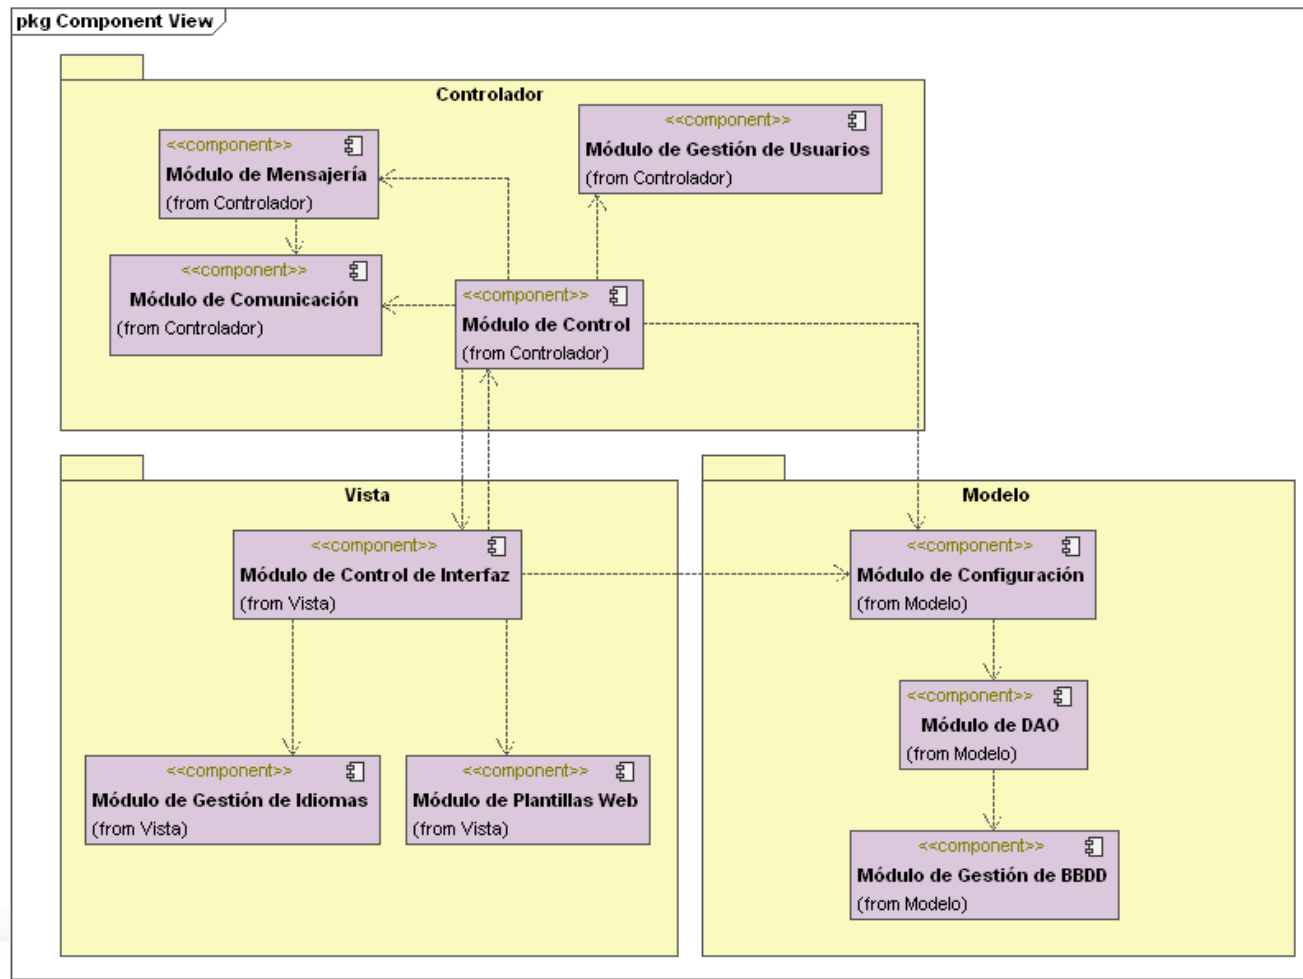 pkg Component View
Controlador
<<component>>
Módulo de Mensajería
(from Controlador)
<<component>>
Módulo de Gestión de Usuarios
(from Controlador)
<<component>>
Módulo de Comunicación
(from Controlador)
<<component>>
Módulo de Control
(from Controlador)
Vista
<<component>>
Módulo de Control de Interfaz
(from Vista)
<<component>>
Módulo de Gestión de Idiomas
(from Vista)
<<component>>
Módulo de Plantillas Web
(from Vista)
Modelo
<<component>>
Módulo de Configuración
(from Modelo)
<<component>>
Módulo de DAO
(from Modelo)
<<component>>
Módulo de Gestión de BBDD
(from Modelo)